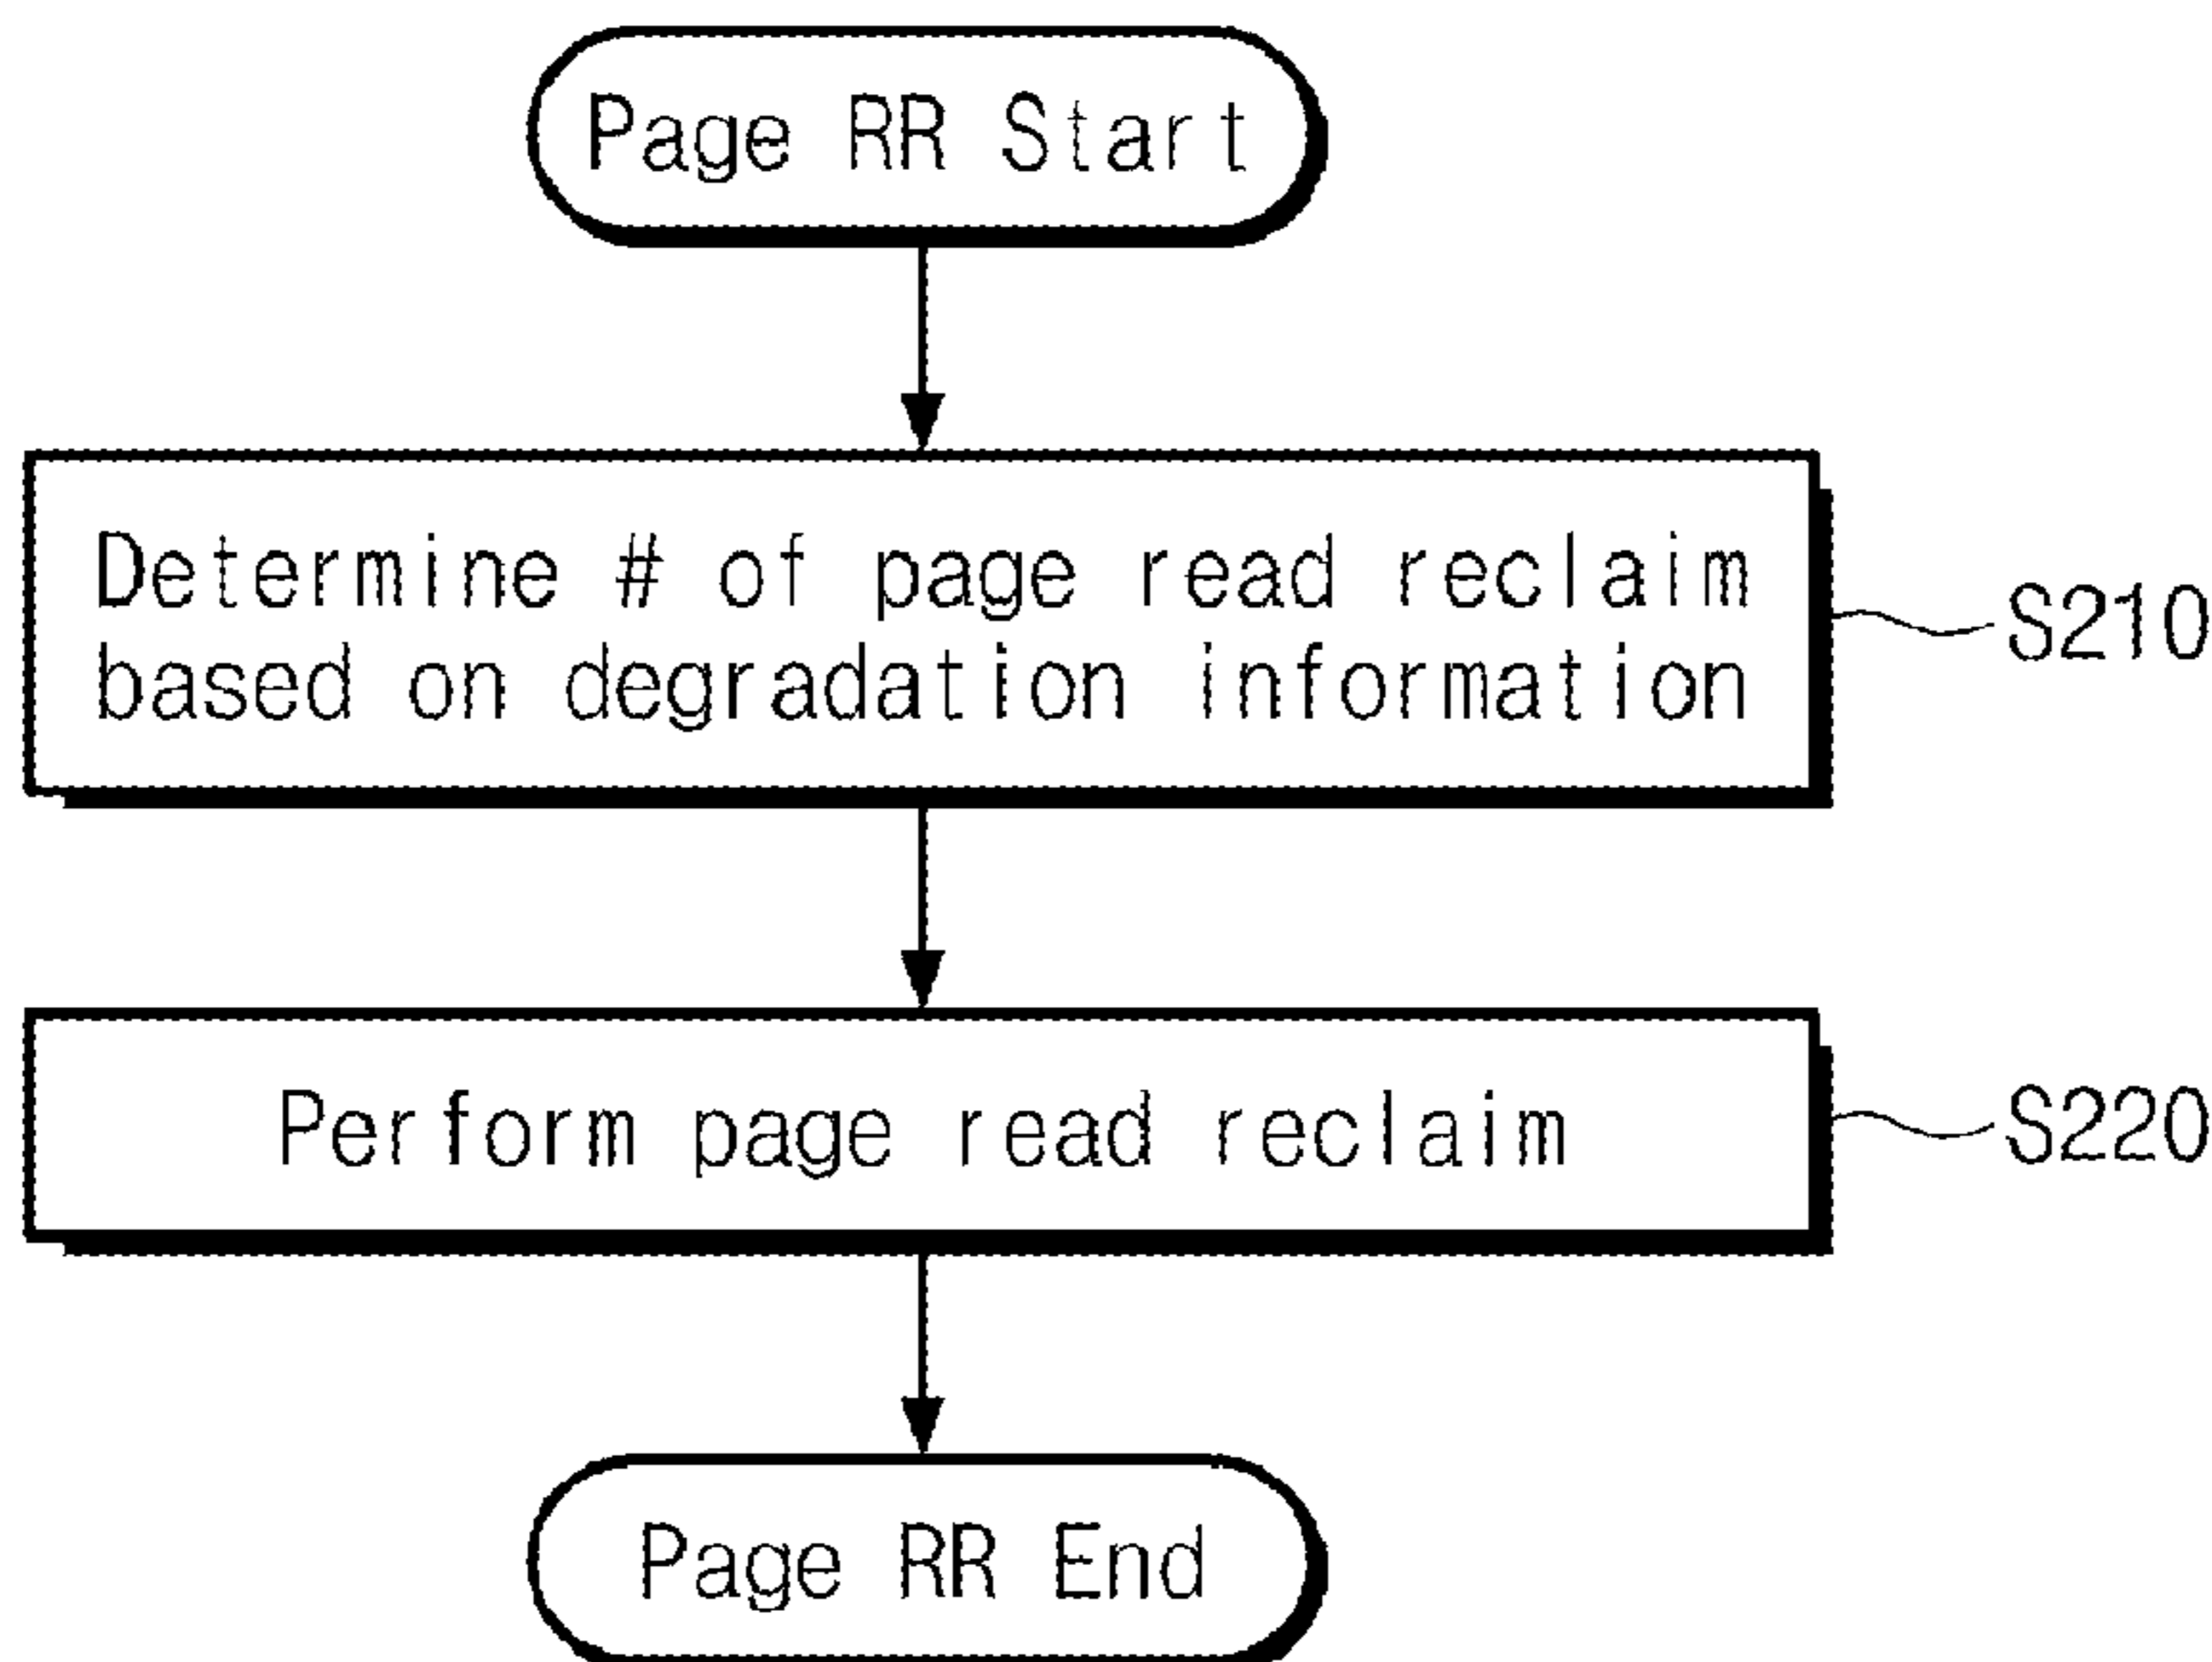 Page RR Start
Determine # of page read reclaim
based on degradation information
S210
Perform page read reclaim
S220
Page RR End